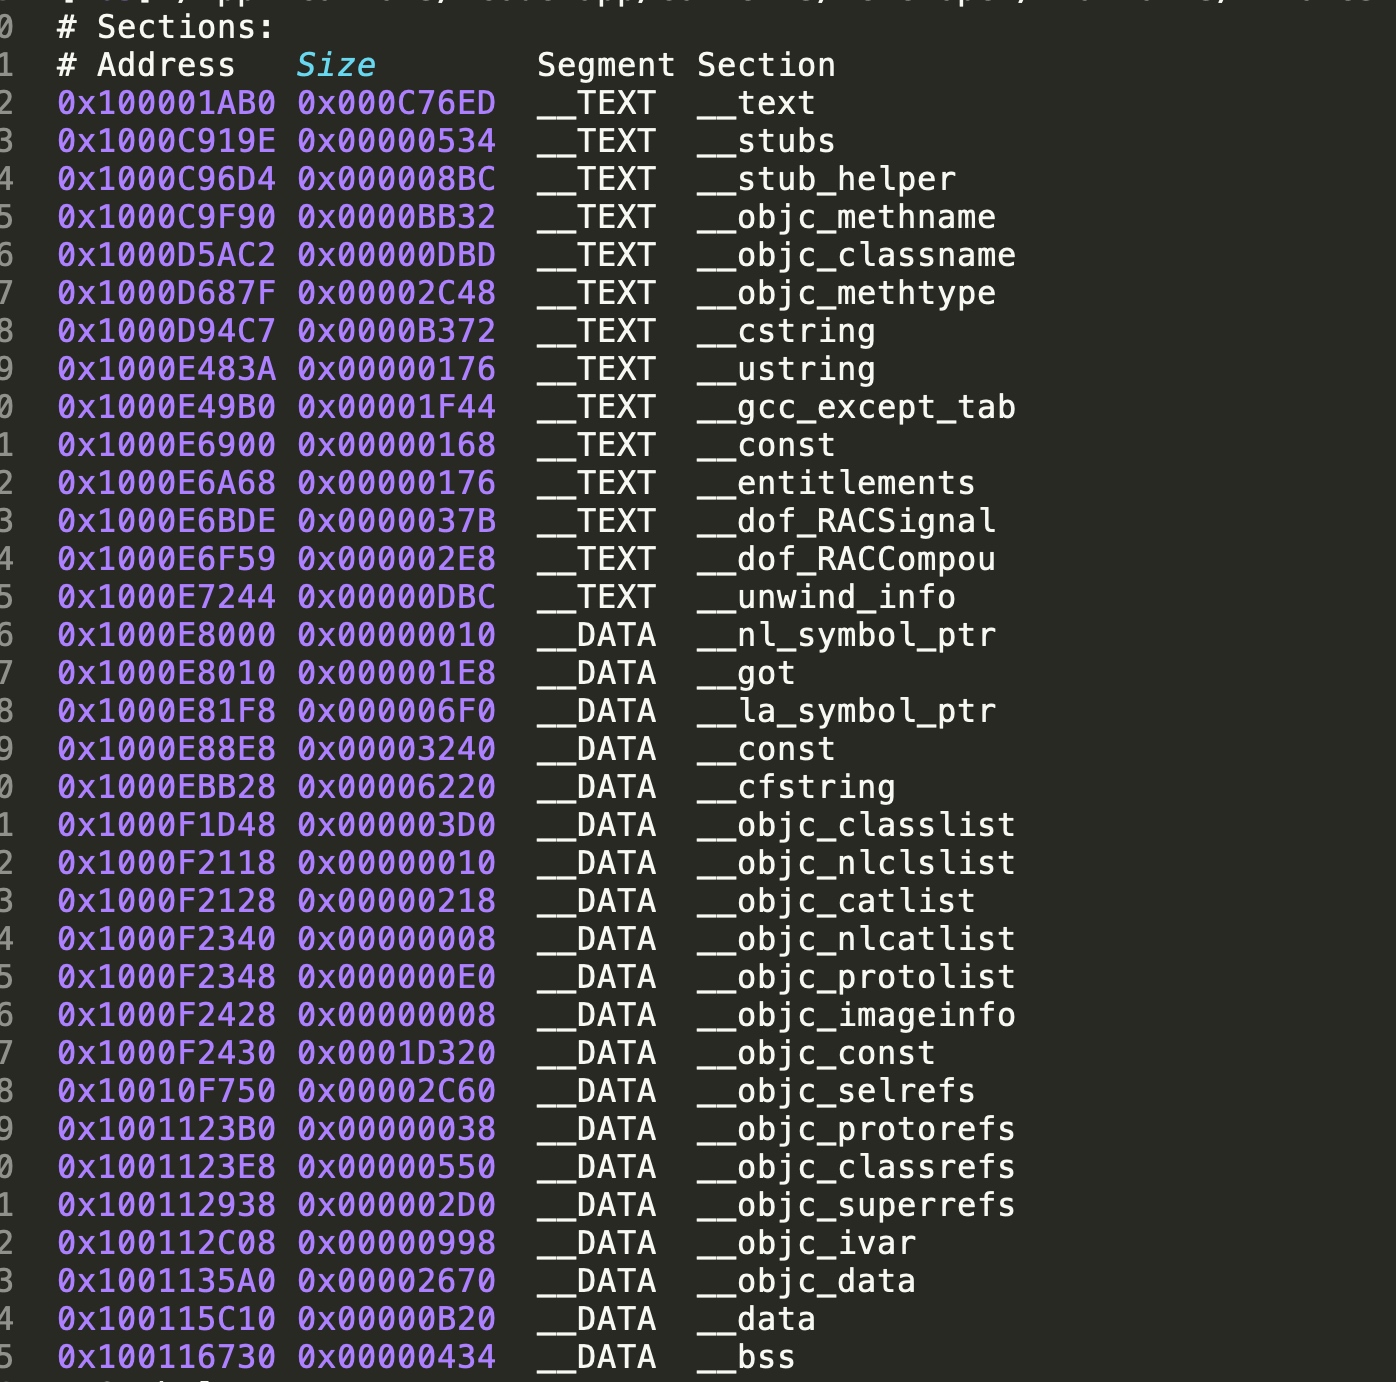 0 # Sections:
1 # Address Size Segment Section
2 0x100001AB0 0x000C76ED __TEXT __text
3 0x1000C919E 0x00000534 __TEXT __stubs
4 0x1000C96D4 0x000008BC __TEXT __stub_helper
5 0x1000C9F90 0x0000BB32 __TEXT __objc_methname
6 0x1000D5AC2 0x00000DBD __TEXT __objc_classname
7 0x1000D687F 0x00002C48 __TEXT __objc_methtype
8 0x1000D94C7 0x0000B372 __TEXT __cstring
9 0x1000E483A 0x00000176 __TEXT __ustring
0 0x1000E49B0 0x00001F44 __TEXT __gcc_except_tab
1 0x1000E6900 0x00000168 __TEXT __const
2 0x1000E6A68 0x00000176 __TEXT __entitlements
3 0x1000E6BDE 0x0000037B __TEXT __dof_RACSignal
4 0x1000E6F59 0x000002E8 __TEXT __dof_RACCompou
5 0x1000E7244 0x00000DBC __TEXT __unwind_info
6 0x1000E8000 0x00000010 __DATA __nl_symbol_ptr
7 0x1000E8010 0x000001E8 __DATA __got
8 0x1000E81F8 0x000006F0 __DATA __la_symbol_ptr
9 0x1000E88E8 0x00003240 __DATA __const
0 0x1000EBB28 0x00006220 __DATA __cfstring
1 0x1000F1D48 0x000003D0 __DATA __objc_classlist
2 0x1000F2118 0x00000010 __DATA __objc_nlclslist
3 0x1000F2128 0x00000218 __DATA __objc_catlist
4 0x1000F2340 0x00000008 __DATA __objc_nlcatlist
5 0x1000F2348 0x000000E0 __DATA __objc_protolist
6 0x1000F2428 0x00000008 __DATA __objc_imageinfo
7 0x1000F2430 0x0001D320 __DATA __objc_const
8 0x10010F750 0x00002C60 __DATA __objc_selrefs
9 0x1001123B0 0x00000038 __DATA __objc_protorefs
0 0x1001123E8 0x00000550 __DATA __objc_classrefs
1 0x100112938 0x000002D0 __DATA __objc_superrefs
2 0x100112C08 0x00000998 __DATA __objc_ivar
3 0x1001135A0 0x00002670 __DATA __objc_data
4 0x100115C10 0x00000B20 __DATA __data
5 0x100116730 0x00000434 __DATA __bss